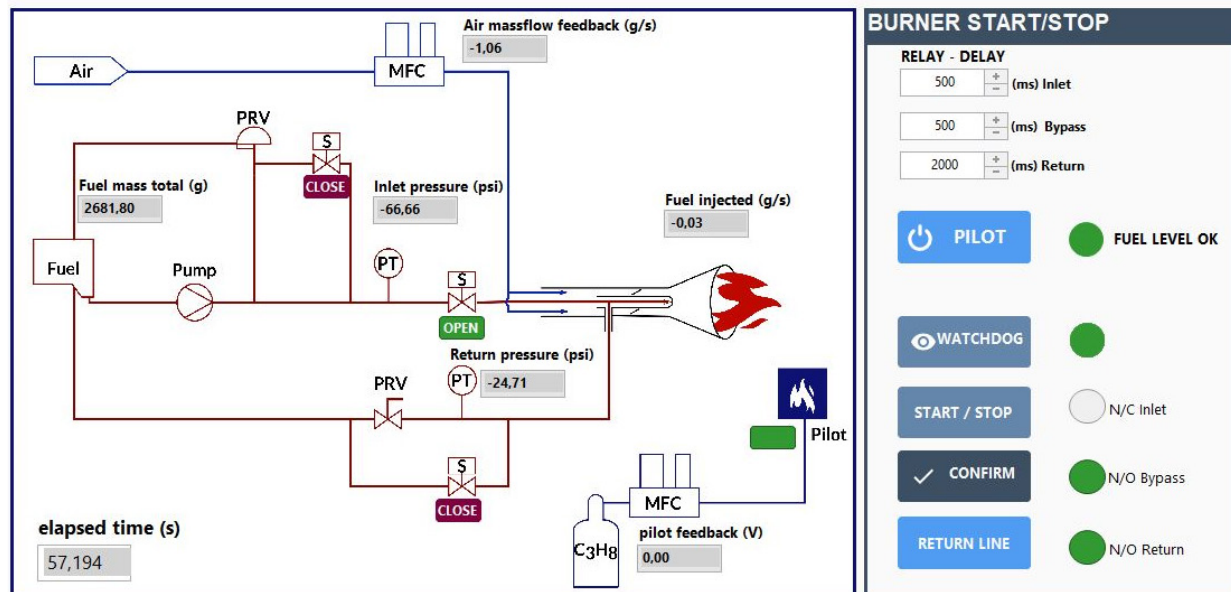 Air massflow feedback (g/s)
-1,06
Air
MFC
PRV
S
CLOSE
Fuel mass total (g)
2681,80
Inlet pressure (psi)
-66,66
Fuel injected (g/s)
-0,03
Fuel
Pump
PT
S
OPEN
Return pressure (psi)
PRV
PT
-24,71
S
CLOSE
Pilot
MFC
C3H8
pilot feedback (V)
0,00
elapsed time (s)
57,194
BURNER START/STOP
RELAY - DELAY
500 + - (ms) Inlet
500 + - (ms) Bypass
2000 + - (ms) Return
PILOT
FUEL LEVEL OK
WATCHDOG
START / STOP
N/C Inlet
CONFIRM
N/O Bypass
RETURN LINE
N/O Return